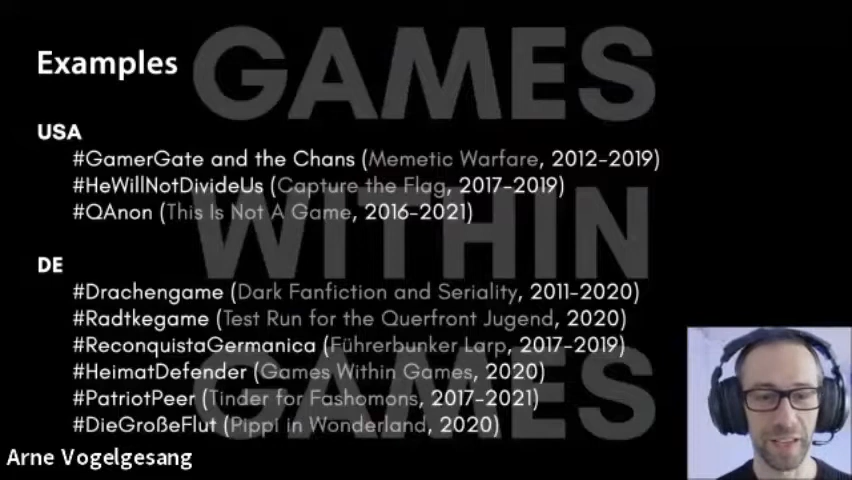 GAMES
WITHIN
GAMES
Examples
USA
#GamerGate and the Chans (Memetic Warfare, 2012-2019)
#HeWillNotDivideUs (Capture the Flag, 2017-2019)
#QAnon (This Is Not A Game, 2016-2021)
DE
#Drachengame (Dark Fanfiction and Seriality, 2011-2020)
#Radtkegame (Test Run for the Querfront Jugend, 2020)
#ReconquistaGermanica (Führerbunker Larp, 2017-2019)
#HeimatDefender (Games Within Games, 2020)
#PatriotPeer (Tinder for Fashomons, 2017-2021)
#DieGroßeFlut (Pippi in Wonderland, 2020)
Arne Vogelgesang